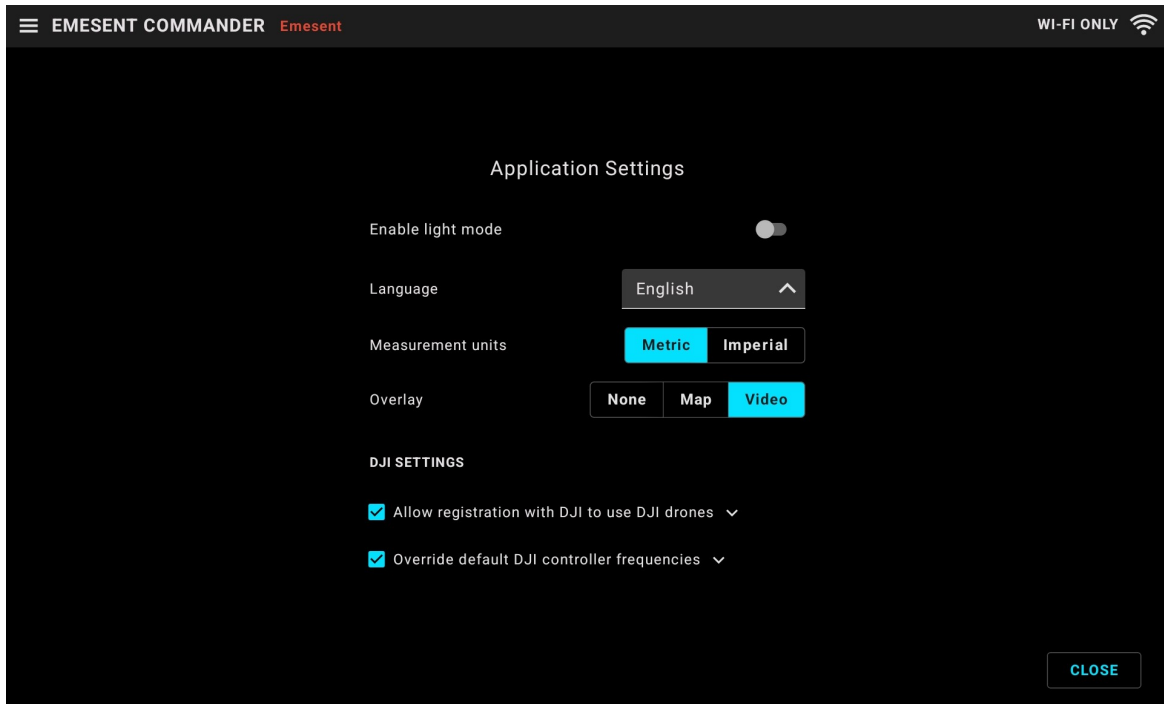 EMESENT COMMANDER Emesent WI-FI ONLY
Application Settings
Enable light mode
Language English
Measurement units Metric Imperial
Overlay None Map Video
DJI SETTINGS
Allow registration with DJI to use DJI drones
Override default DJI controller frequencies
CLOSE